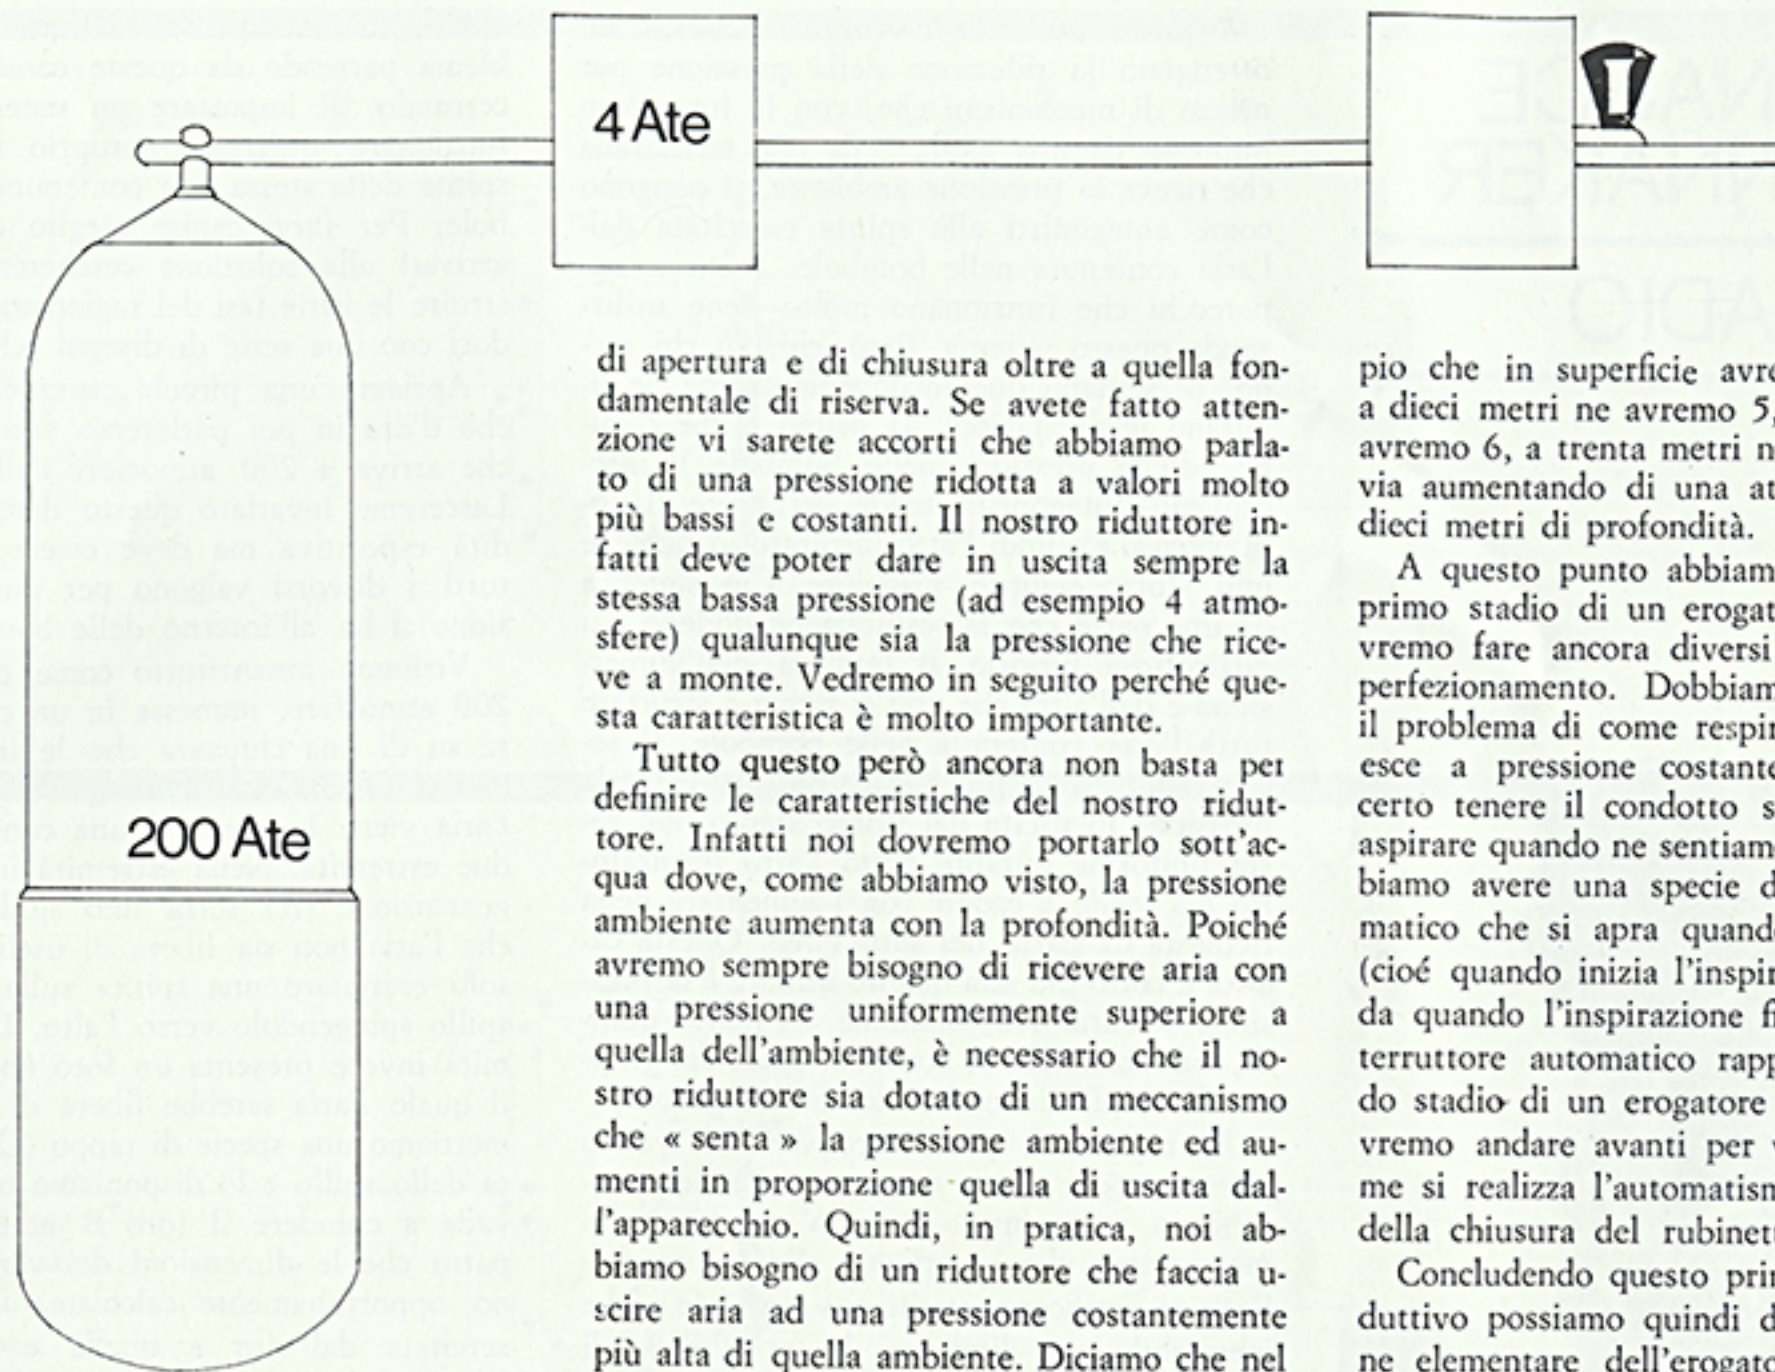 4 Ate
200 Ate
di apertura e di chiusura oltre a quella fon-
damentale di riserva. Se avete fatto atten-
zione vi sarete accorti che abbiamo parla-
to di una pressione ridotta a valori molto
più bassi e costanti. Il nostro riduttore in-
fatti deve poter dare in uscita sempre la
stessa bassa pressione (ad esempio 4 atmo-
sfere) qualunque sia la pressione che rice-
ve a monte. Vedremo in seguito perché que-
sta caratteristica è molto importante.
Tutto questo però ancora non basta per
definire le caratteristiche del nostro ridut-
tore. Infatti noi dovremo portarlo sott'ac-
qua dove, come abbiamo visto, la pressione
ambiente aumenta con la profondità. Poiché
avremo sempre bisogno di ricevere aria con
una pressione uniformemente superiore a
quella dell'ambiente, è necessario che il no-
stro riduttore sia dotato di un meccanismo
che « senta » la pressione ambiente ed au-
menti in proporzione quella di uscita dal-
l'apparecchio. Quindi, in pratica, noi ab-
biamo bisogno di un riduttore che faccia u-
scire aria ad una pressione costantemente
più alta di quella ambiente. Diciamo che nel
pio che in superficie avre
a dieci metri ne avremo 5,
avremo 6, a trenta metri n
via aumentando di una at
dieci metri di profondità.
A questo punto abbiam
primo stadio di un erogat
vremo fare ancora diversi
perfezionamento. Dobbiam
il problema di come respir
esce a pressione costante
certo tenere il condotto s
aspirare quando ne sentiam
biamo avere una specie d
matico che si apra quando
(cioé quando inizia l'inspir
da quando l'inspirazione fi
terruttore automatico rapp
do stadio di un erogatore
vremo andare avanti per v
me si realizza l'automatism
della chiusura del rubinett
Concludendo questo prim
duttivo possiamo quindi d
ne elementare dell'erogato